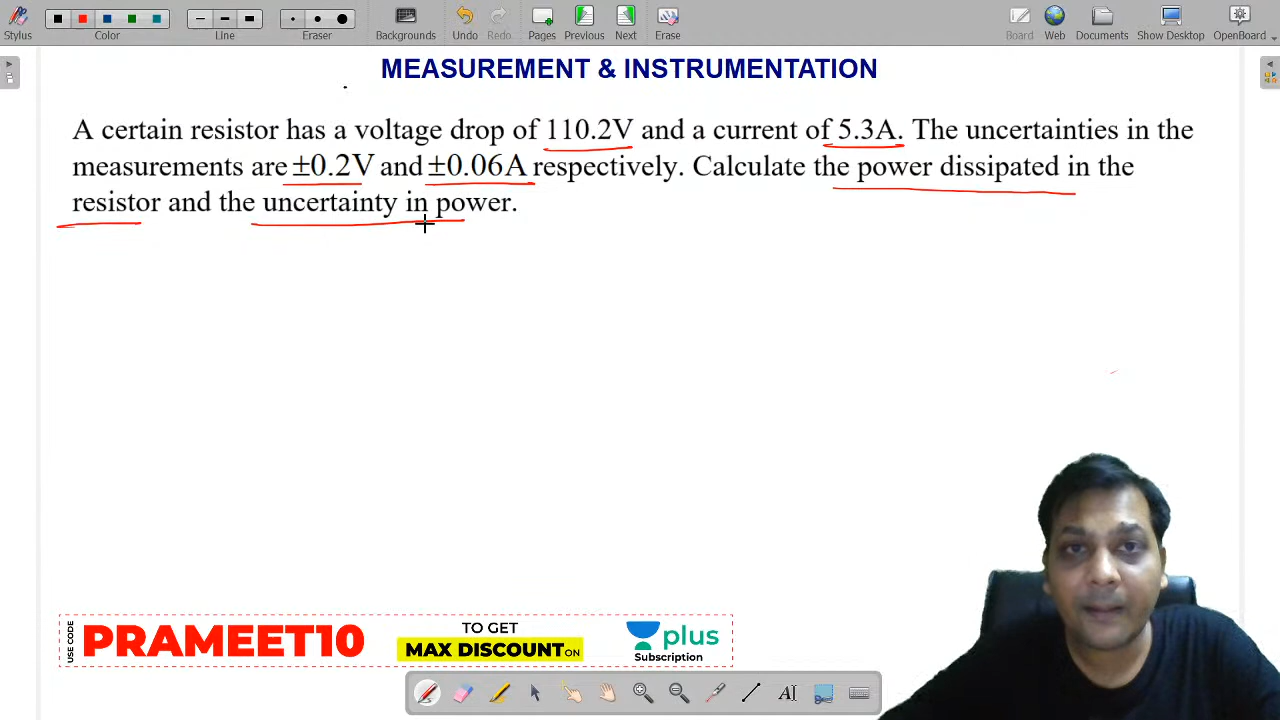 Stylus
Color
Line
Eraser
Backgrounds
Undo
Redo
Pages
Previous
Next
Erase
Board
Web
Documents
Show Desktop
OpenBoard
MEASUREMENT & INSTRUMENTATION
A certain resistor has a voltage drop of 110.2V and a current of 5.3A. The uncertainties in the
measurements are ±0.2V and ±0.06A respectively. Calculate the power dissipated in the
resistor and the uncertainty in power.
USE CODE
PRAMEET10
TO GET
MAX DISCOUNT ON
plus
Subscription
AI